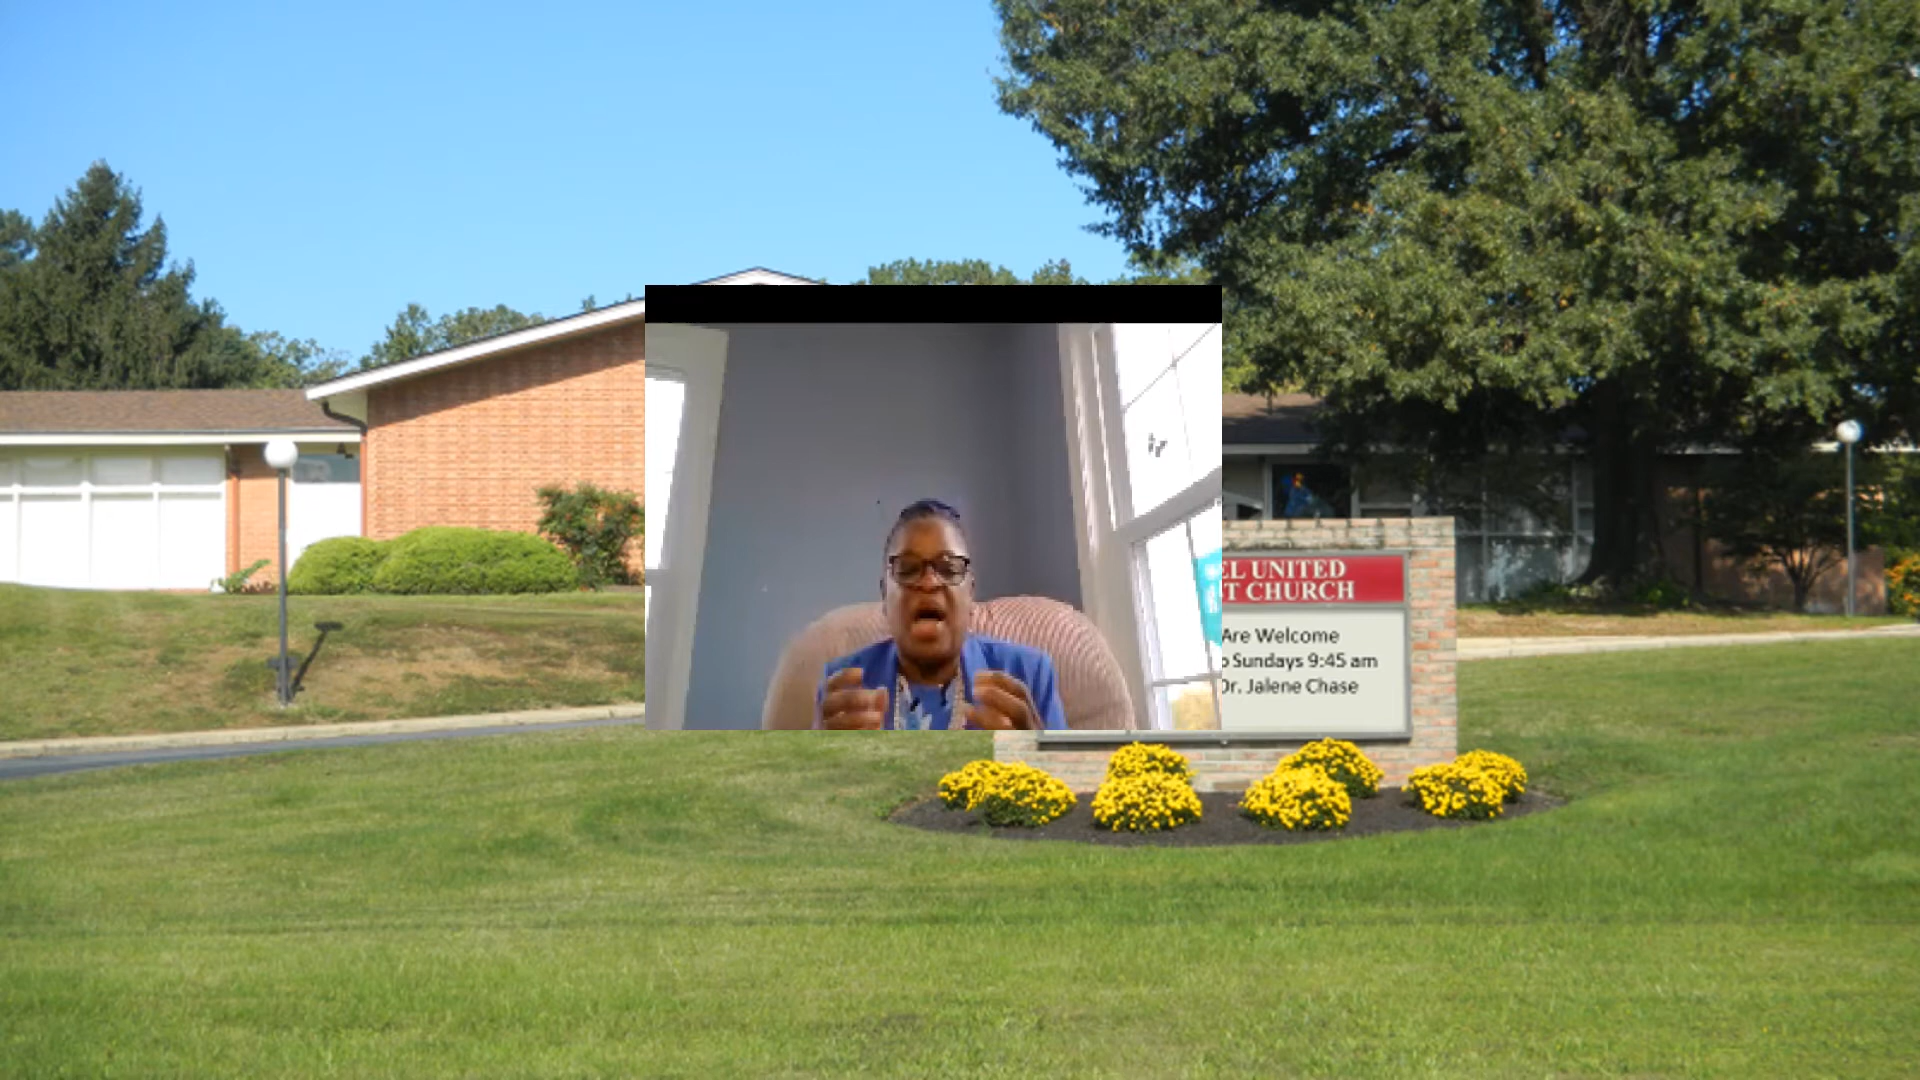 EL UNITED
T CHURCH
Are Welcome
Sundays 9:45 am
Dr. Jalene Chase